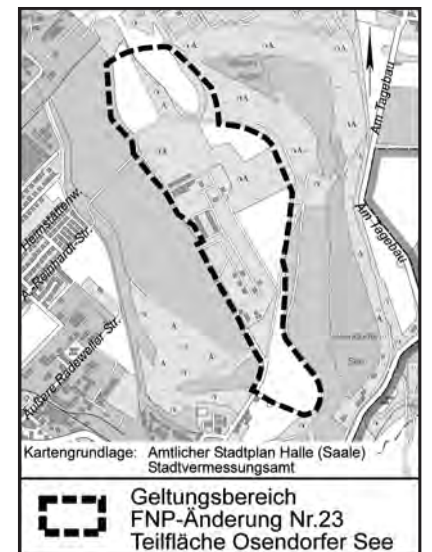 Am Tagebau
Am Tagebau
Heimstättenw.
A.-Reinhardt-Str.
Äußere Radeweller Str.
See
P
Kartengrundlage: Amtlicher Stadtplan Halle (Saale)
Stadtvermessungsamt
Geltungsbereich
FNP-Änderung Nr.23
Teilfläche Osendorfer See